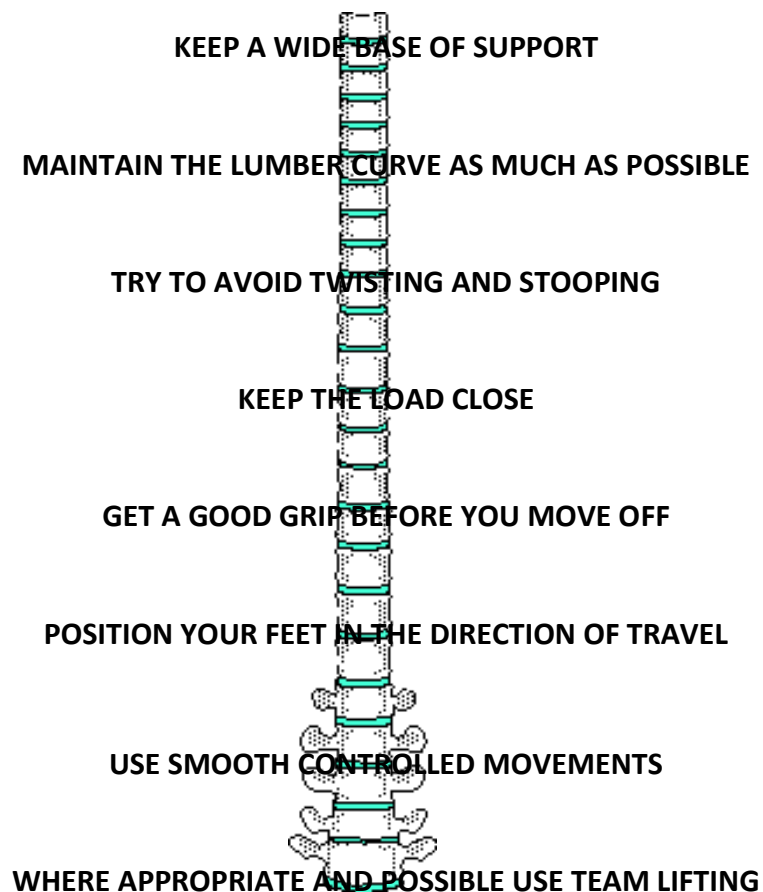 KEEP A WIDE BASE OF SUPPORT
MAINTAIN THE LUMBER CURVE AS MUCH AS POSSIBLE
TRY TO AVOID TWISTING AND STOOPING
KEEP THE LOAD CLOSE
GET A GOOD GRIP BEFORE YOU MOVE OFF
POSITION YOUR FEET IN THE DIRECTION OF TRAVEL
USE SMOOTH CONTROLLED MOVEMENTS
WHERE APPROPRIATE AND POSSIBLE USE TEAM LIFTING